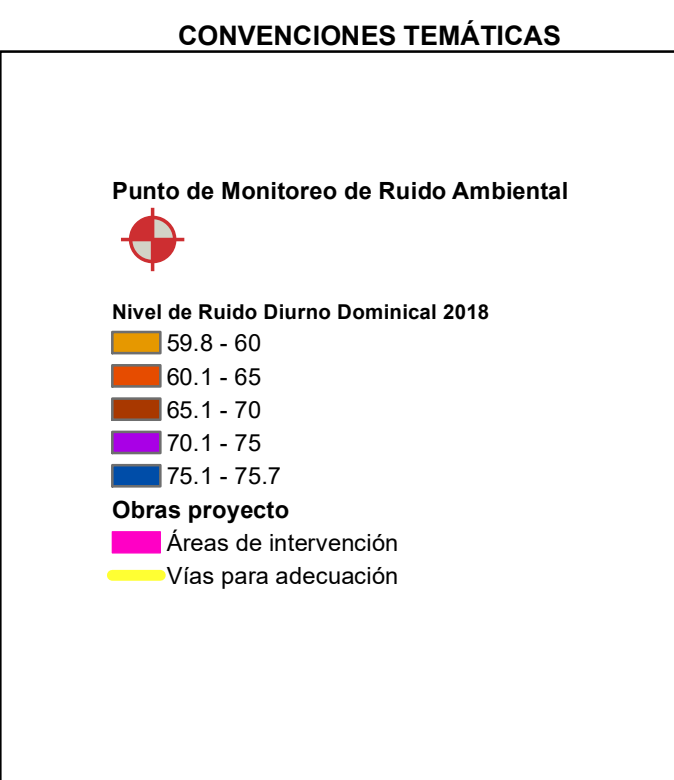 CONVENCIONES TEMÁTICAS
Punto de Monitoreo de Ruido Ambiental
Nivel de Ruido Diurno Dominical 2018
59.8 - 60
60.1 - 65
65.1 - 70
70.1 - 75
75.1 - 75.7
Obras proyecto
Áreas de intervención
Vías para adecuación